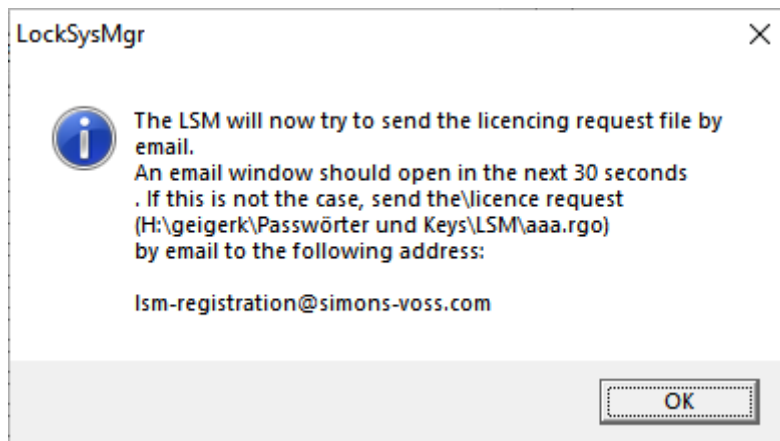 LockSysMgr
The LSM will now try to send the licencing request file by
email.
An email window should open in the next 30 seconds
. If this is not the case, send the\licence request
(H:\geigerk\Passwörter und Keys\LSM\aaa.rgo)
by email to the following address:
lsm-registration@simons-voss.com
OK